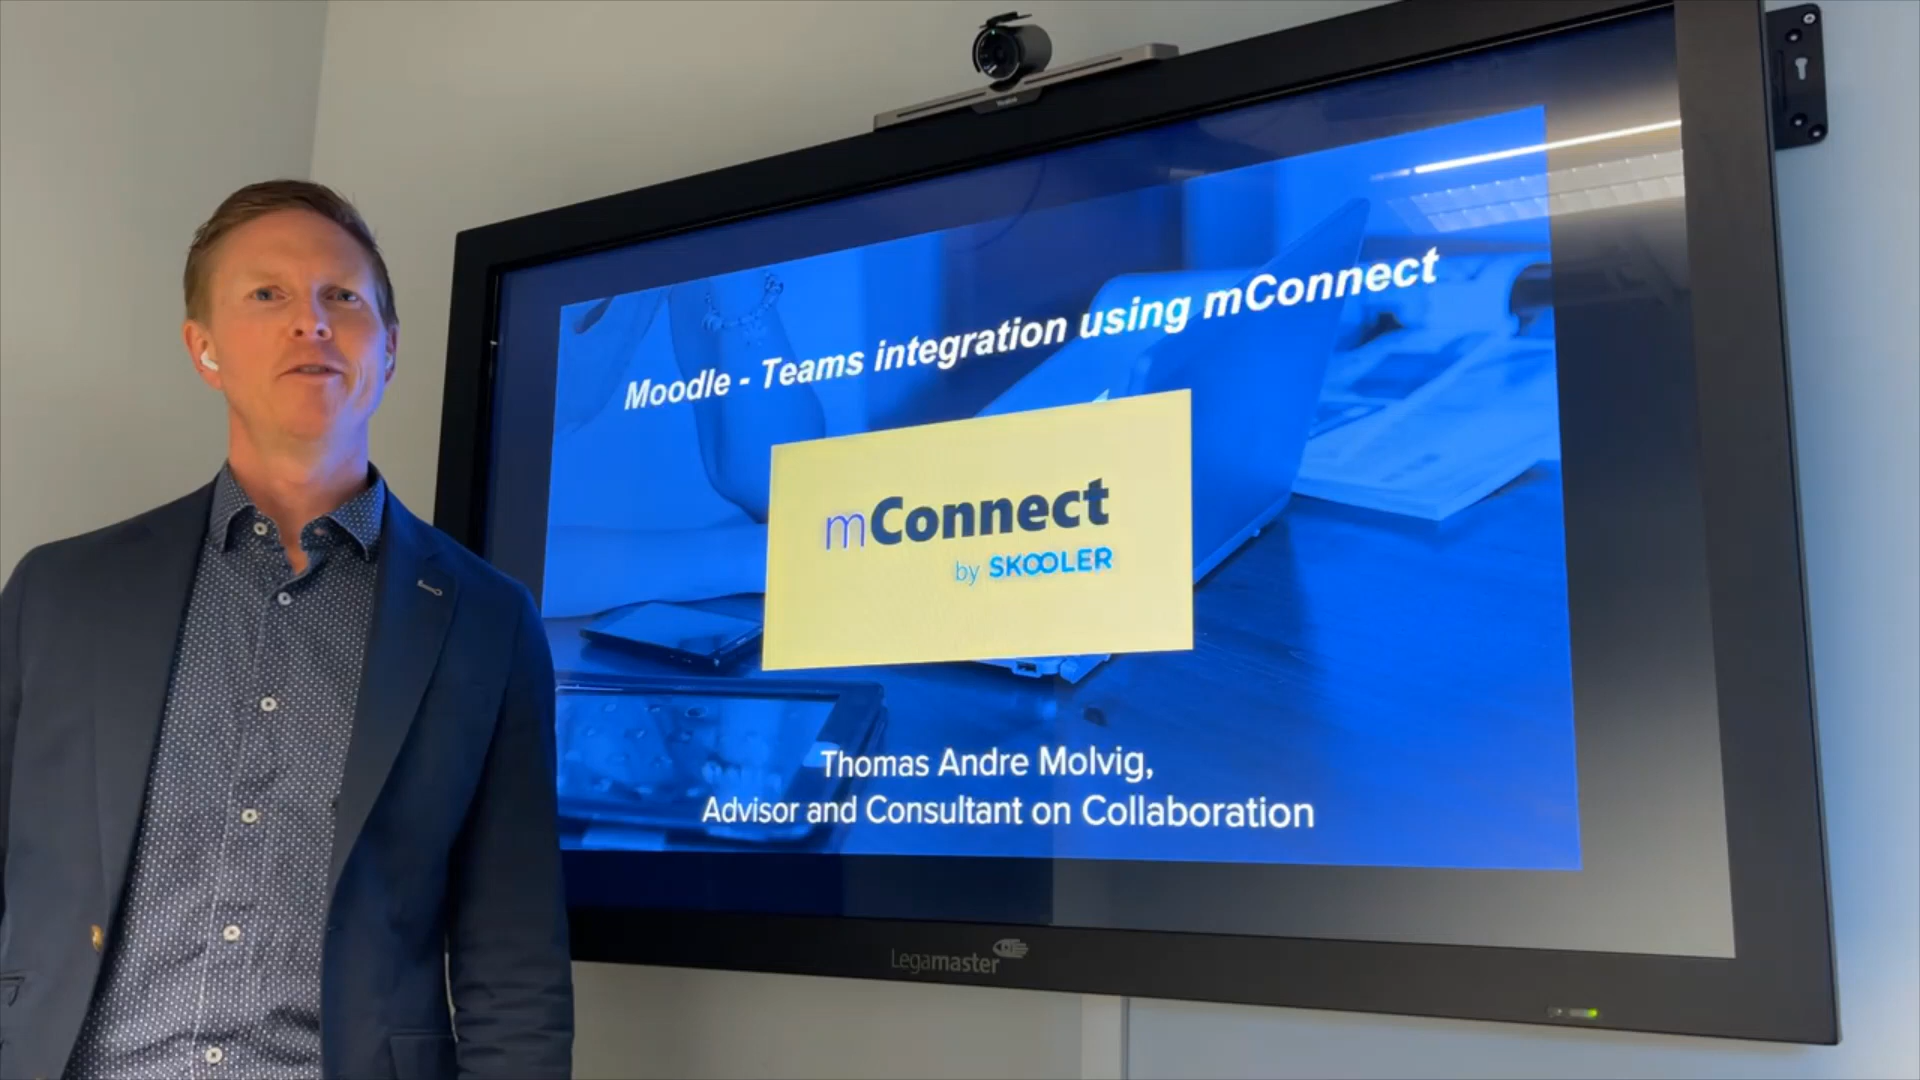 Moodle - Teams integration using mConnect
mConnect
by SKOOLER
Thomas Andre Molvig,
Advisor and Consultant on Collaboration
Legamaster